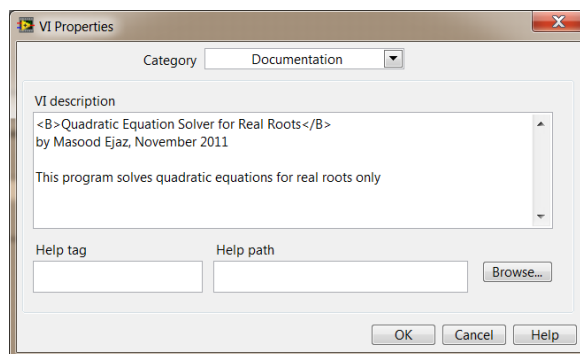 VI Properties
Category
Documentation
VI description
<B>Quadratic Equation Solver for Real Roots</B>
by Masood Ejaz, November 2011
This program solves quadratic equations for real roots only
Help tag
Help path
Browse...
OK
Cancel
Help